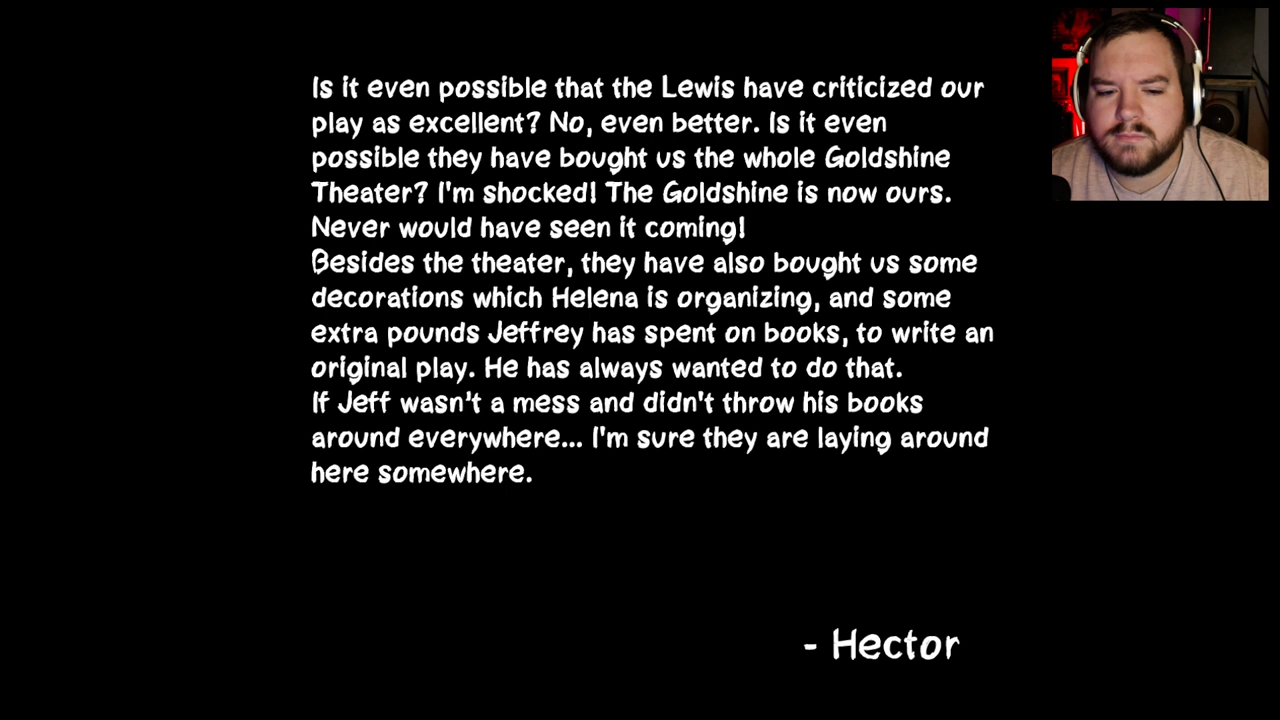 Is it even possible that the Lewis have criticized our
play as excellent? No, even better. Is it even
possible they have bought us the whole Goldshine
Theater? I'm shocked! The Goldshine is now ours.
Never would have seen it coming!
Besides the theater, they have also bought us some
decorations which Helena is organizing, and some
extra pounds Jeffrey has spent on books, to write an
original play. He has always wanted to do that.
If Jeff wasn't a mess and didn't throw his books
around everywhere... I'm sure they are laying around
here somewhere.
- Hector